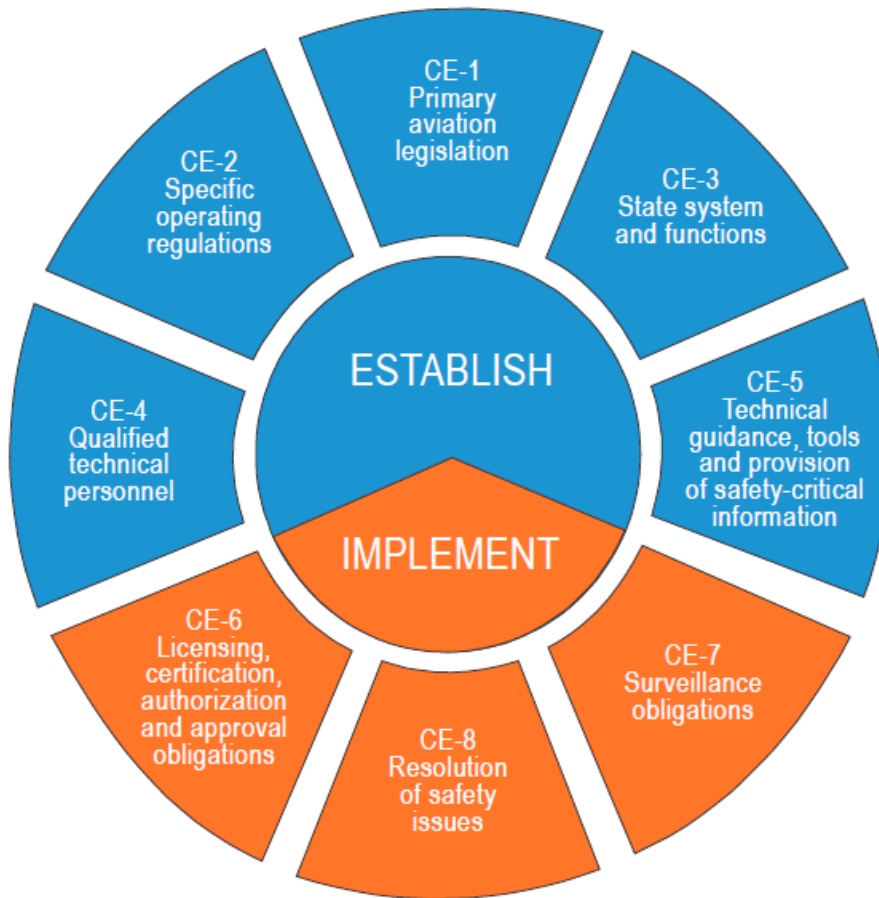 CE-1
Primary
aviation
legislation
CE-2
Specific
operating
regulations
CE-3
State system
and functions
ESTABLISH
CE-4
Qualified
technical
personnel
CE-5
Technical
guidance, tools
and provision
of safety-critical
information
IMPLEMENT
CE-6
Licensing,
certification,
authorization
and approval
obligations
CE-7
Surveillance
obligations
CE-8
Resolution
of safety
issues